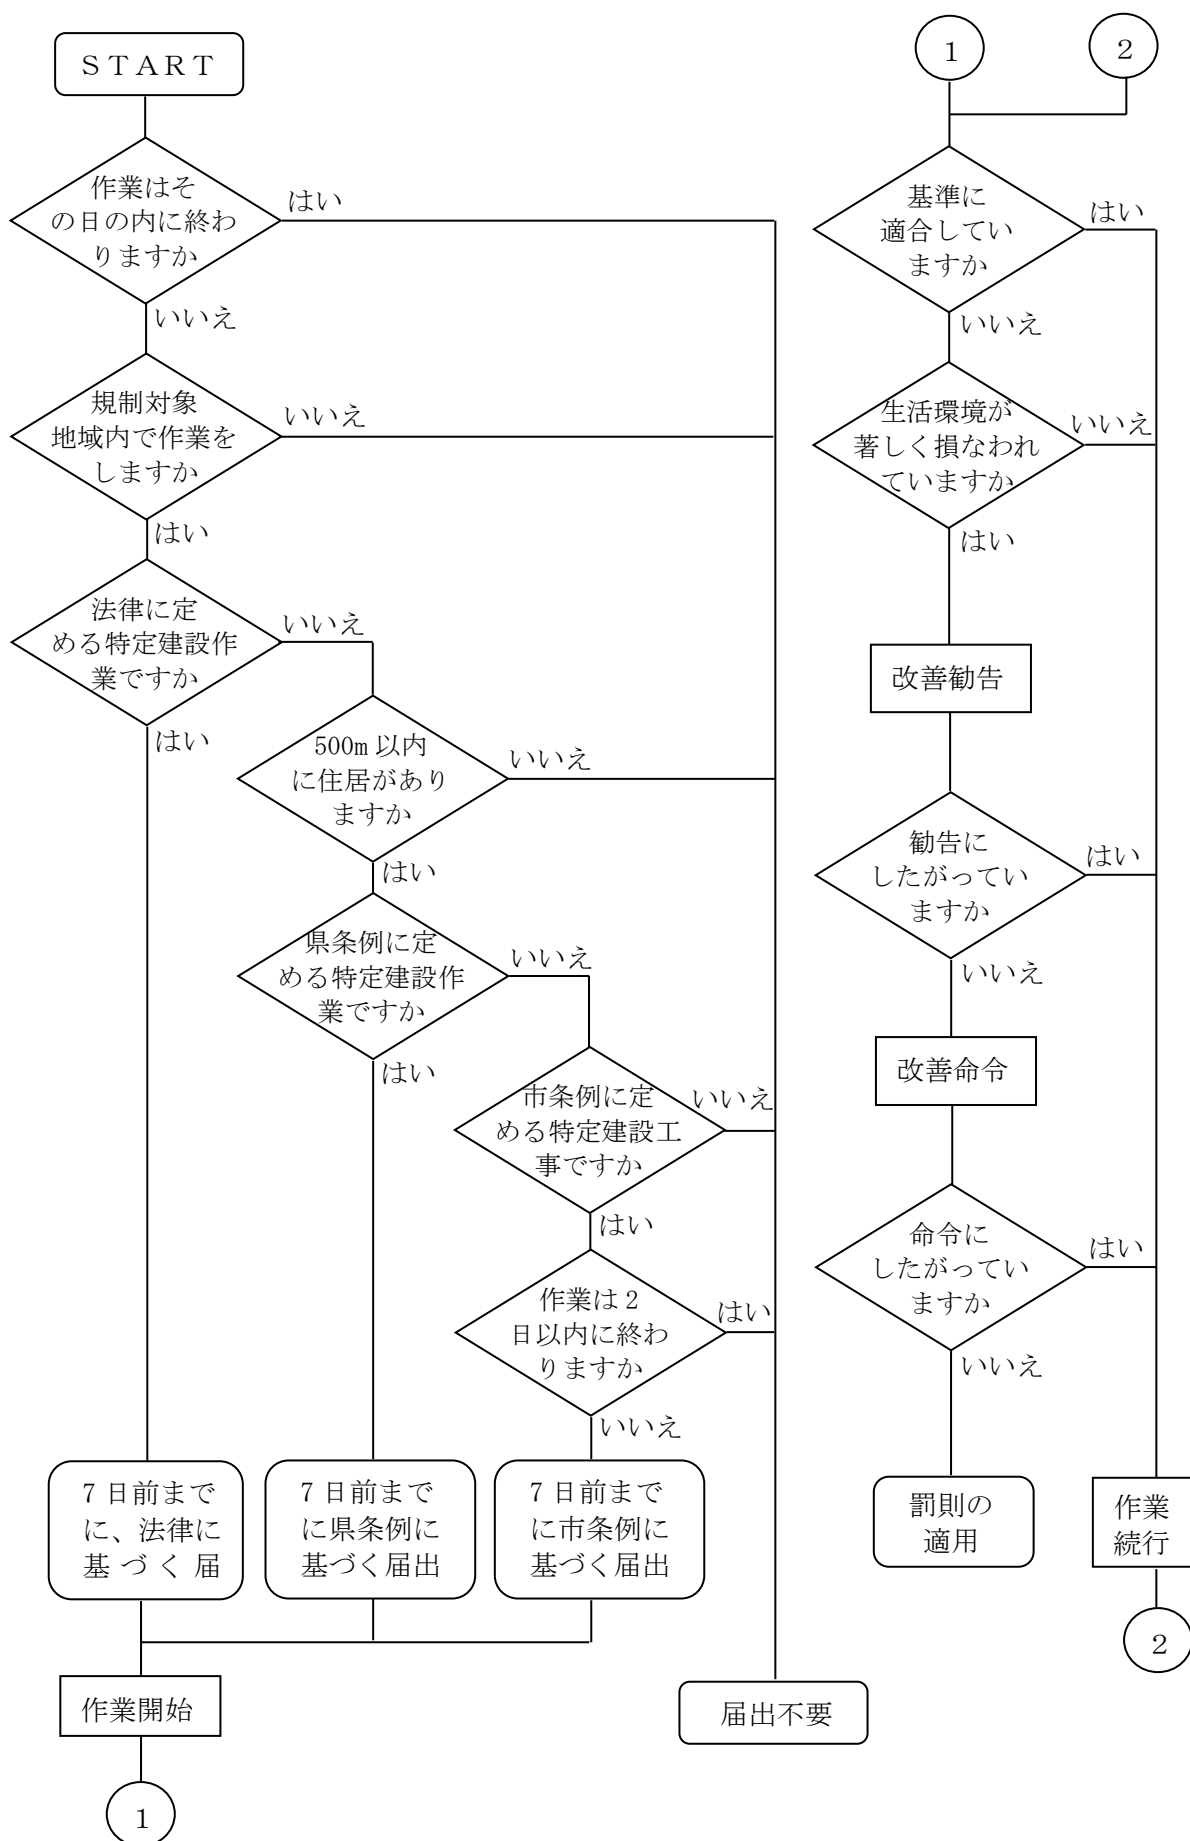 START
作業はそ
の日の内に終わ
りますか
はい
いいえ
規制対象
地域内で作業を
しますか
いいえ
はい
法律に定
める特定建設作
業ですか
いいえ
はい
500m 以内
に住居があり
ますか
いいえ
はい
県条例に定
める特定建設作
業ですか
いいえ
はい
市条例に定
める特定建設工
事ですか
いいえ
はい
作業は 2
日以内に終わ
りますか
はい
いいえ
7 日前まで
に、法律に
基づく届
7 日前まで
に県条例に
基づく届出
7 日前まで
に市条例に
基づく届出
作業開始
1
届出不要
1
2
基準に
適合してい
ますか
はい
いいえ
生活環境が
著しく損なわれ
ていますか
いいえ
はい
改善勧告
勧告に
したがってい
ますか
はい
いいえ
改善命令
命令に
したがってい
ますか
はい
いいえ
罰則の
適用
作業
続行
2